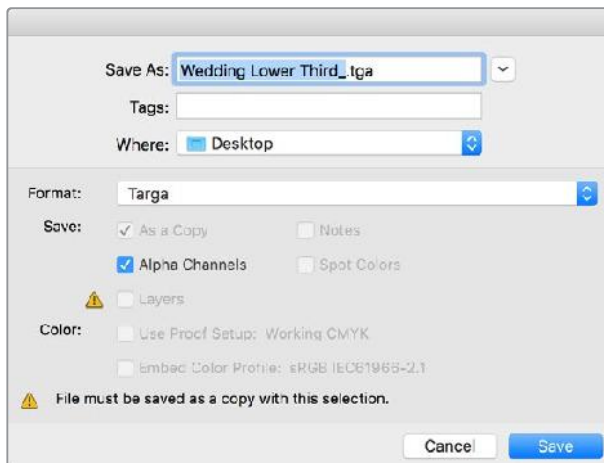 Save As: Wedding Lower Third_.tga
Tags:
Where: Desktop
Format: Targa
Save: As a Copy Notes
Alpha Channels Spot Colors
Layers
Color: Use Proof Setup: Working CMYK
Embed Color Profile: sRGB IEC61966-2.1
File must be saved as a copy with this selection.
Cancel Save